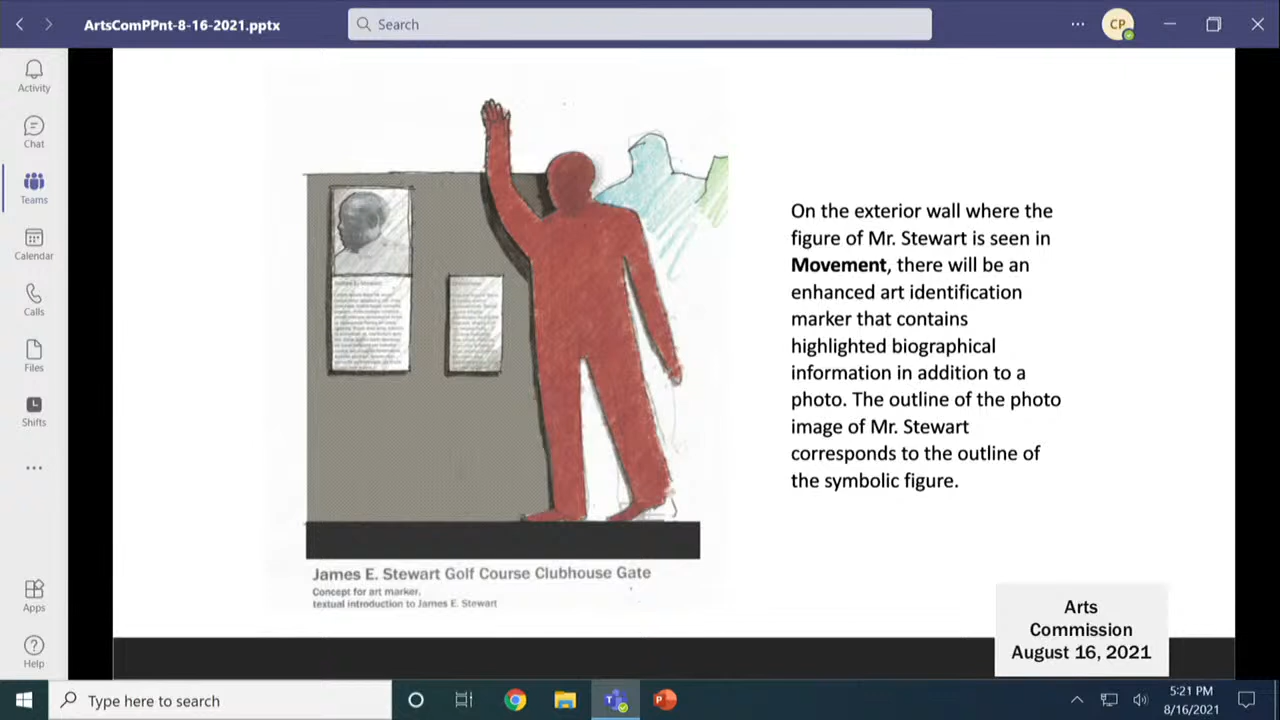 ArtsComPPnt-8-16-2021.pptx
Search
CP
Activity
Chat
Teams
Calendar
Calls
Files
Shifts
Apps
Help
On the exterior wall where the
figure of Mr. Stewart is seen in
Movement, there will be an
enhanced art identification
marker that contains
highlighted biographical
information in addition to a
photo. The outline of the photo
image of Mr. Stewart
corresponds to the outline of
the symbolic figure.
James E. Stewart Golf Course Clubhouse Gate
Concept for art marker,
textual introduction to James E. Stewart
Arts
Commission
August 16, 2021
Type here to search
5:21 PM
8/16/2021